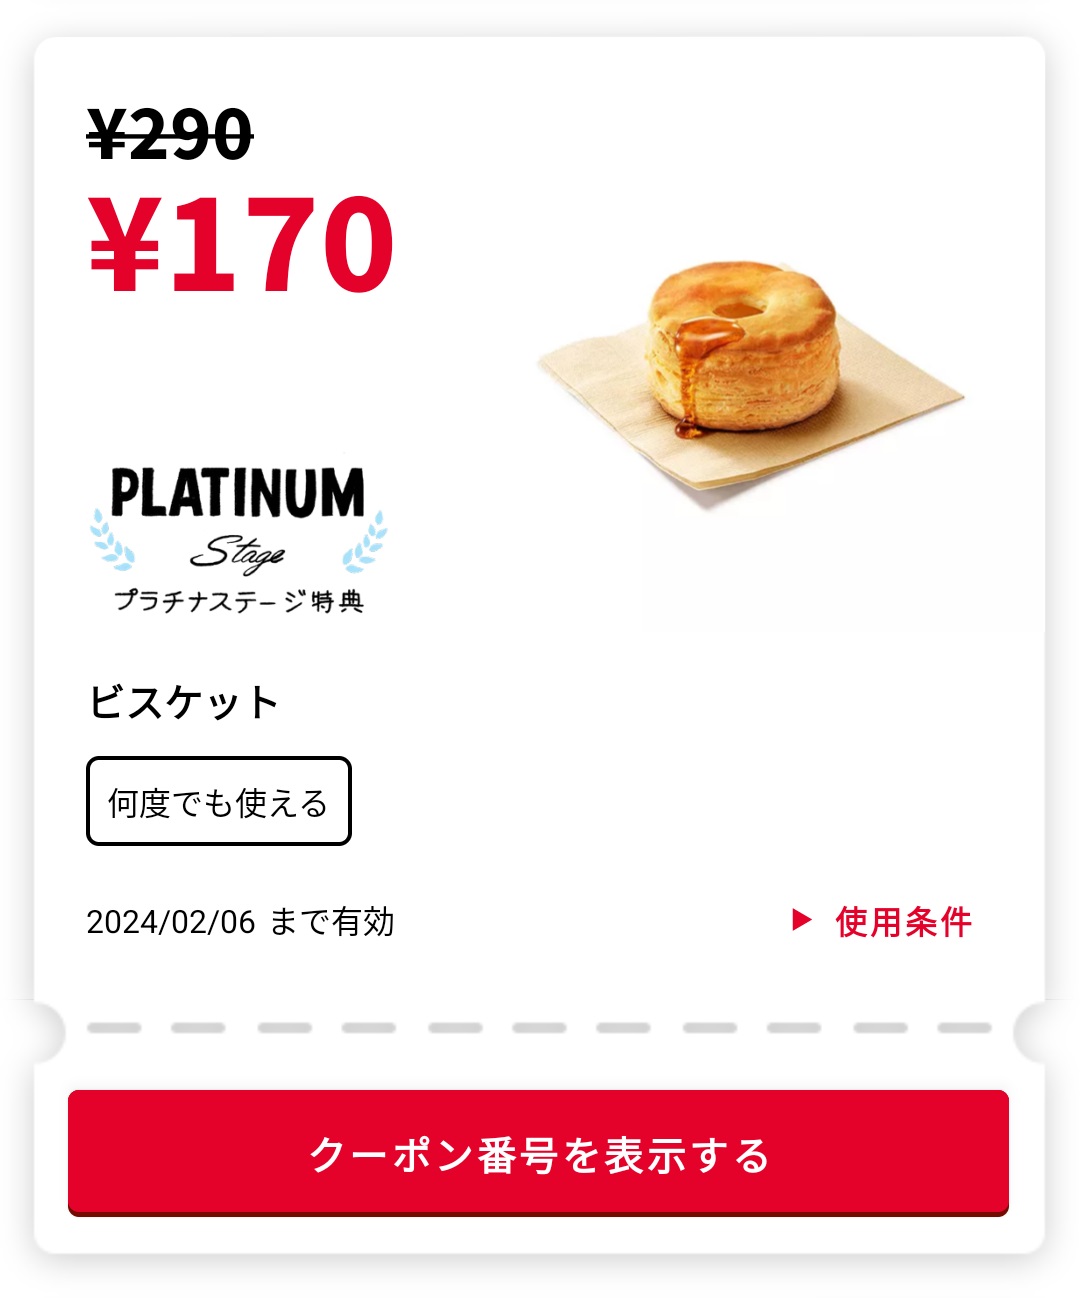 ¥290
¥170
PLATINUM
Stage
プラチナステージ特典
ビスケット
何度でも使える
2024/02/06 まで有効
▶ 使用条件
クーポン番号を表示する